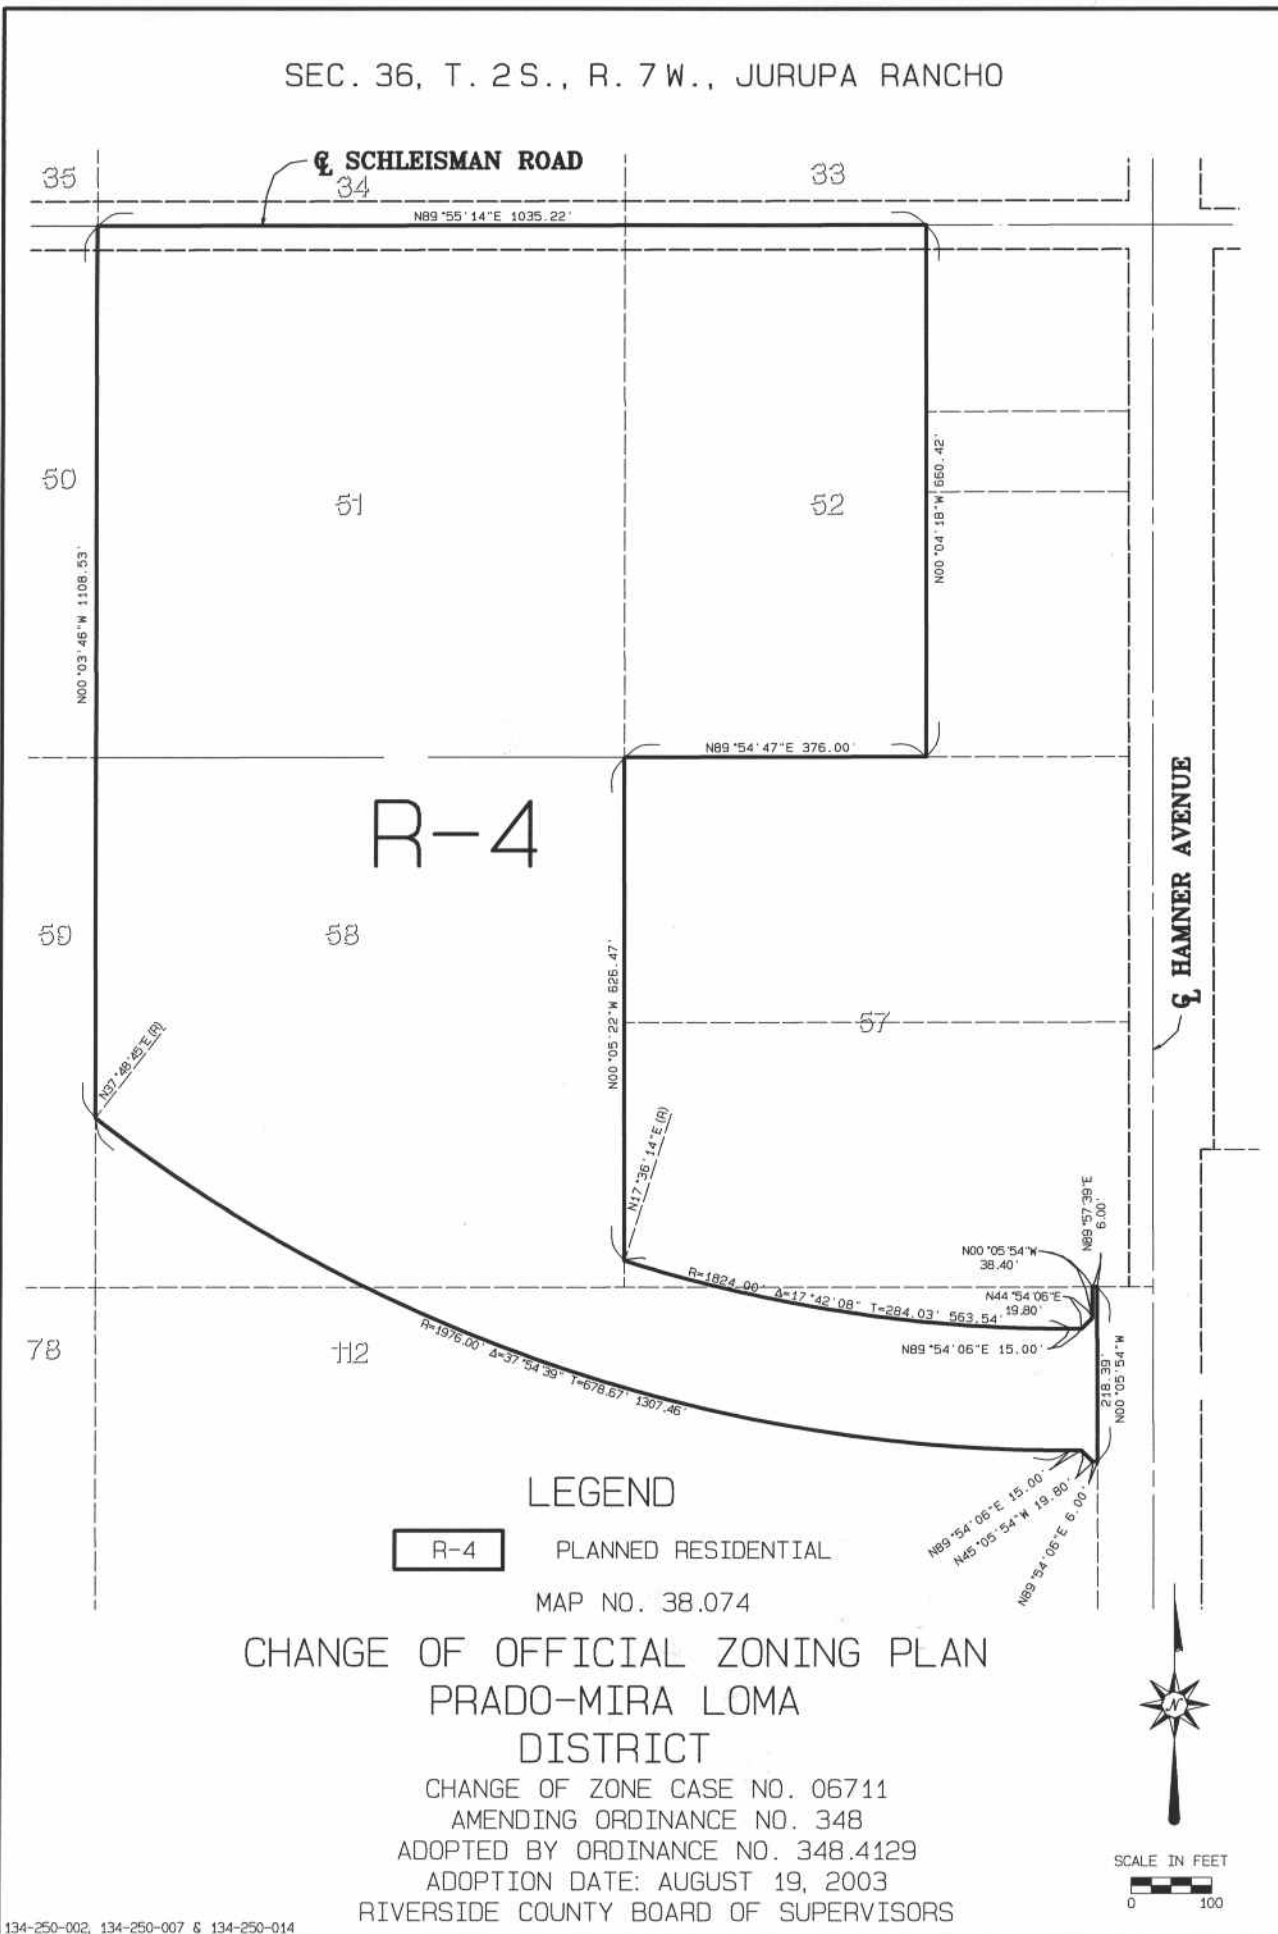 SEC. 36, T. 2 S., R. 7 W., JURUPA RANCHO
℄ SCHLEISMAN ROAD
35
34
33
N89°55'14"E 1035.22'
50
51
52
N00°03'46"W 1108.53'
N00°04'18"W 660.42'
N89°54'47"E 376.00'
R-4
℄ HAMNER AVENUE
59
58
57
N00°05'22"W 626.47'
N37°48'45"E (R)
N17°36'14"E (R)
N89°57'39"E
6.00'
N00°05'54"W
38.40'
N44°54'06"E
19.80'
R=1824.00' Δ=17°42'08" T=284.03' 563.54'
N89°54'06"E 15.00'
78
112
R=1976.00' Δ=37°54'39" T=678.67' 1307.46'
218.39'
N00°05'54"W
N89°54'06"E 15.00'
N45°05'54"W 19.80'
N89°54'06"E 6.00'
LEGEND
R-4 PLANNED RESIDENTIAL
MAP NO. 38.074
CHANGE OF OFFICIAL ZONING PLAN
PRADO-MIRA LOMA
DISTRICT
CHANGE OF ZONE CASE NO. 06711
AMENDING ORDINANCE NO. 348
ADOPTED BY ORDINANCE NO. 348.4129
ADOPTION DATE: AUGUST 19, 2003
RIVERSIDE COUNTY BOARD OF SUPERVISORS
N
SCALE IN FEET
0 100
134-250-002, 134-250-007 & 134-250-014